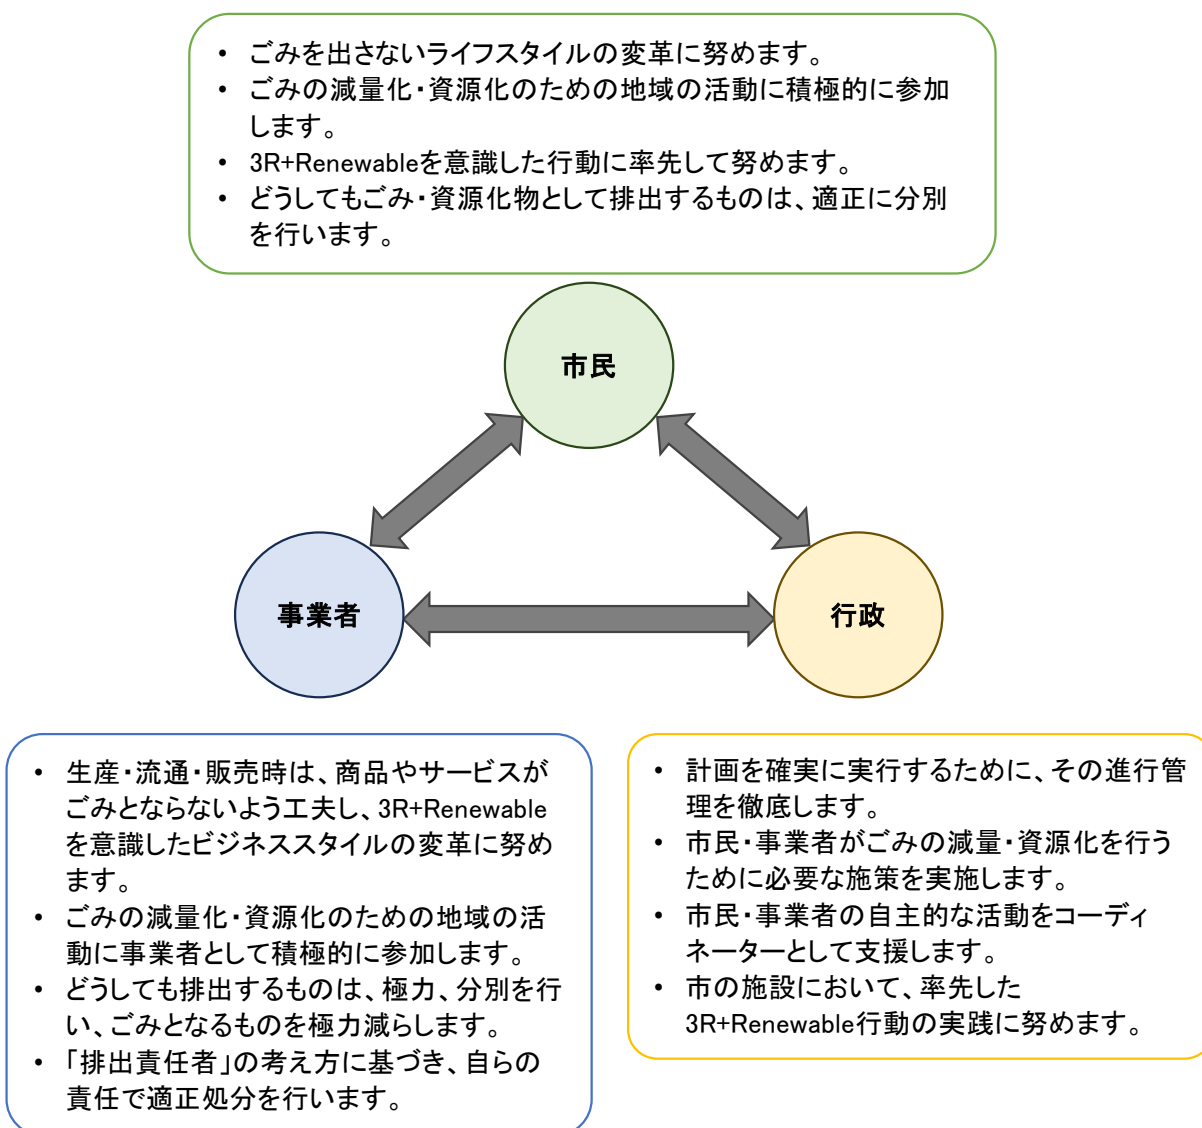 • ごみを出さないライフスタイルの変革に努めます。
• ごみの減量化・資源化のための地域の活動に積極的に参加
します。
• 3R+Renewableを意識した行動に率先して努めます。
• どうしてもごみ・資源化物として排出するものは、適正に分別
を行います。
市民
事業者
行政
• 生産・流通・販売時は、商品やサービスが
ごみとならないよう工夫し、3R+Renewable
を意識したビジネススタイルの変革に努め
ます。
• ごみの減量化・資源化のための地域の活
動に事業者として積極的に参加します。
• どうしても排出するものは、極力、分別を行
い、ごみとなるものを極力減らします。
• 「排出責任者」の考え方に基づき、自らの
責任で適正処分を行います。
• 計画を確実に実行するために、その進行管
理を徹底します。
• 市民・事業者がごみの減量・資源化を行う
ために必要な施策を実施します。
• 市民・事業者の自主的な活動をコーディ
ネーターとして支援します。
• 市の施設において、率先した
3R+Renewable行動の実践に努めます。